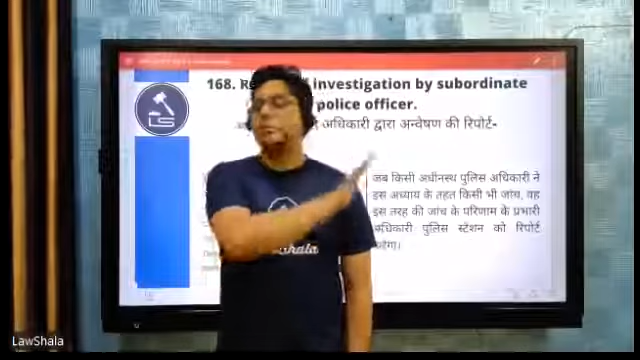 168. R investigation by subordinate
police officer.
अधिकारी द्वारा अन्वेषण की रिपोर्ट-
LS
जब किसी अधीनस्थ पुलिस अधिकारी ने
इस अध्याय के तहत किसी भी जांच, वह
इस तरह की जांच के परिणाम के प्रभारी
अधिकारी पुलिस स्टेशन को रिपोर्ट
करेगा।
LawShala